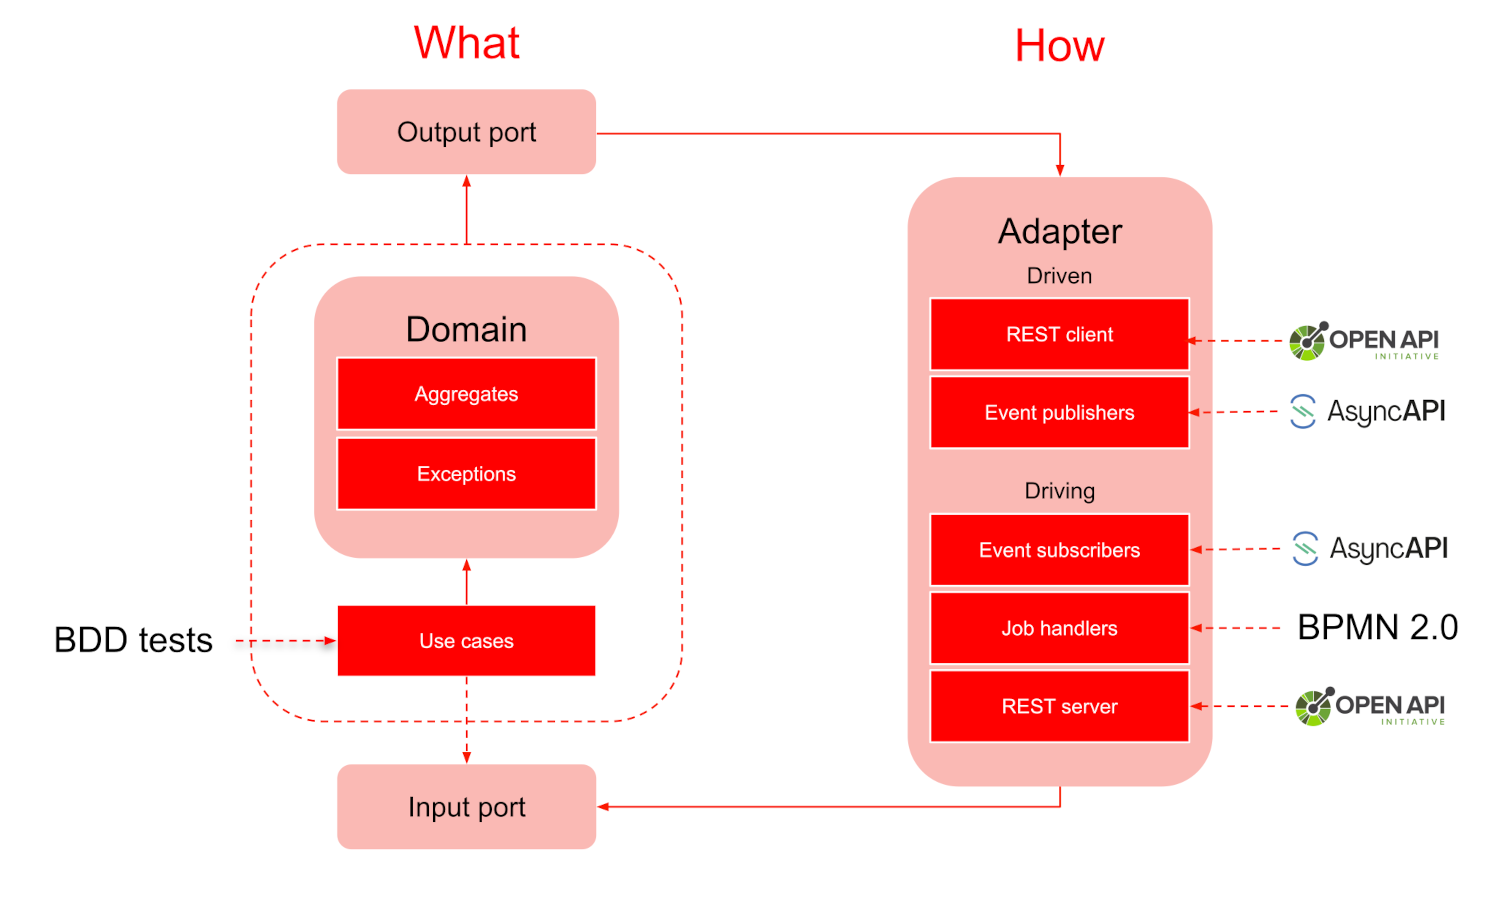 What
How
Output port
Adapter
Driven
Domain
REST client
OPEN API
INITIATIVE
Aggregates
Event publishers
AsyncAPI
Exceptions
Driving
Event subscribers
AsyncAPI
BDD tests
Use cases
Job handlers
BPMN 2.0
REST server
OPEN API
INITIATIVE
Input port